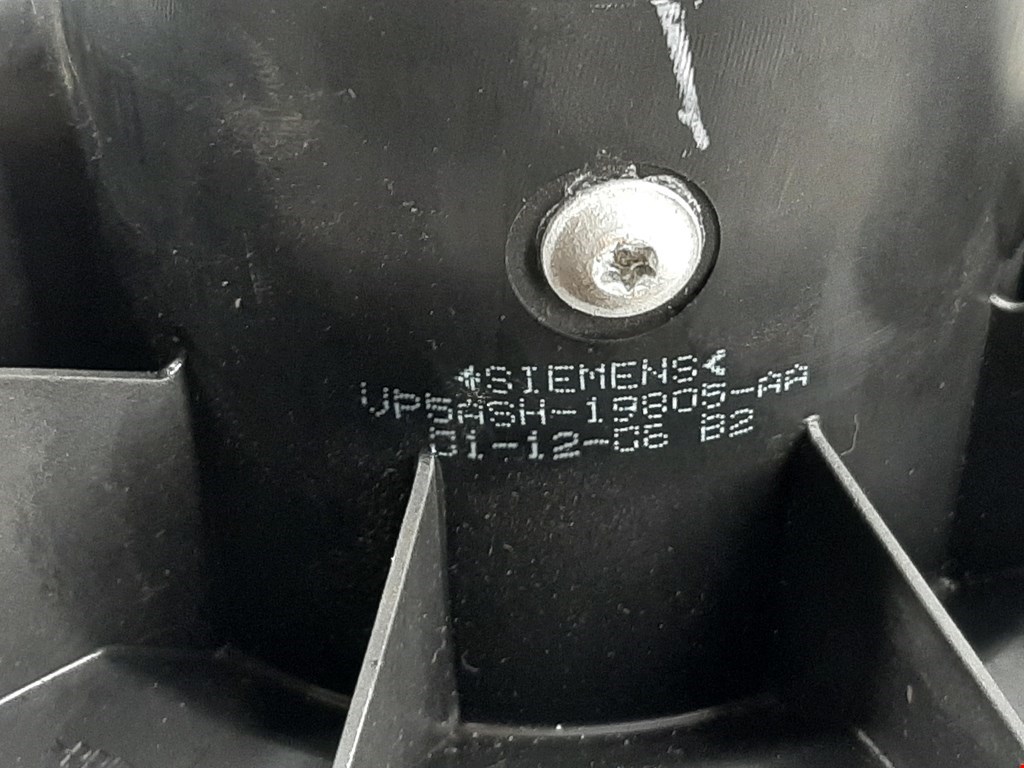 <SIEMENS<
VP5ASH-19805-AA
01-12-06 B2